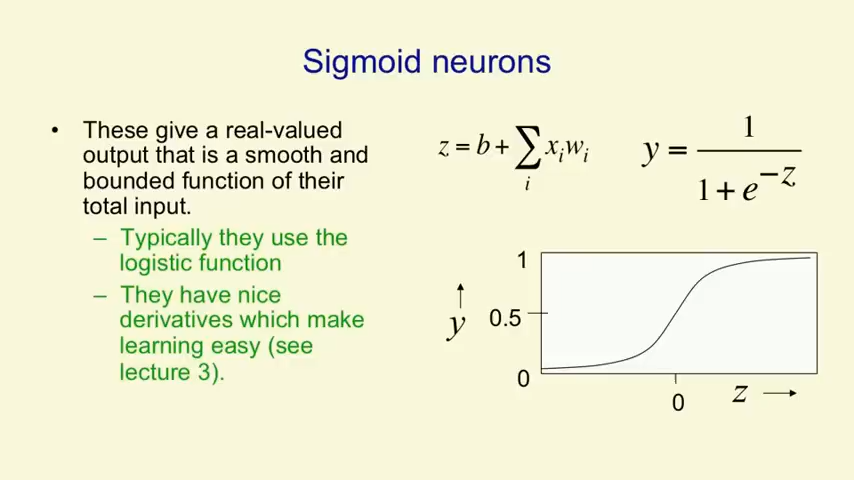 Sigmoid neurons
• These give a real-valued
output that is a smooth and
bounded function of their
total input.
– Typically they use the
logistic function
– They have nice
derivatives which make
learning easy (see
lecture 3).
z = b + ∑ xᵢwᵢ
i
y = 1 / (1 + e^−z)
1
0.5
0
y
0
z